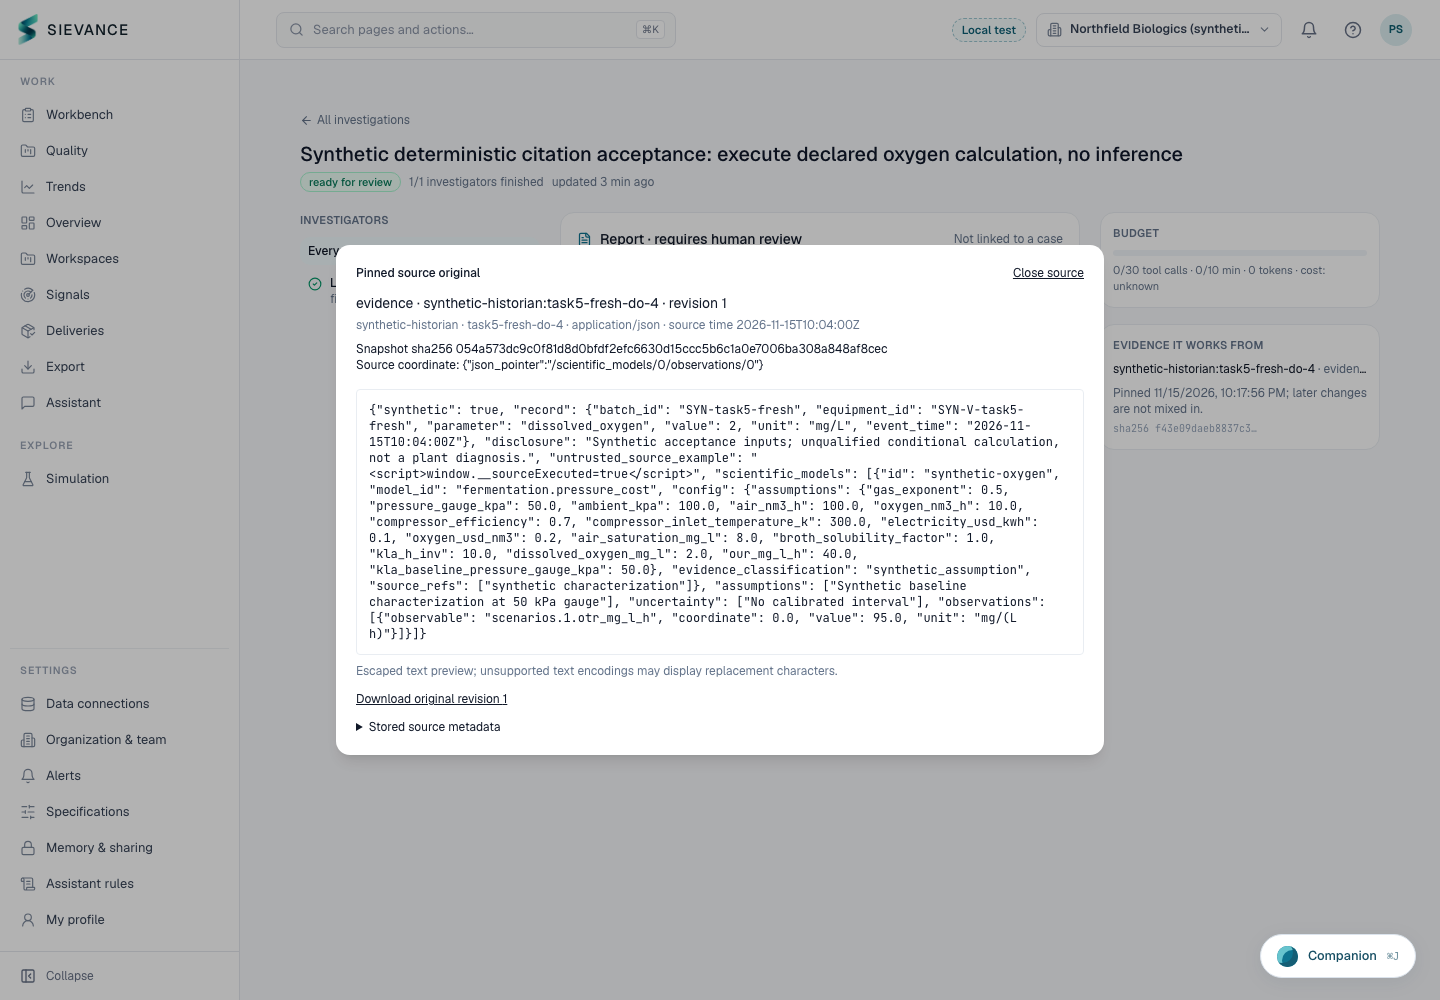 SIEVANCE
Search pages and actions...
⌘K
Local test
Northfield Biologics (syntheti...
PS
WORK
Workbench
Quality
Trends
Overview
Workspaces
Signals
Deliveries
Export
Assistant
EXPLORE
Simulation
SETTINGS
Data connections
Organization & team
Alerts
Specifications
Memory & sharing
Assistant rules
My profile
Collapse
← All investigations
Synthetic deterministic citation acceptance: execute declared oxygen calculation, no inference
ready for review
1/1 investigators finished
updated 3 min ago
INVESTIGATORS
Every
Report · requires human review
Not linked to a case
BUDGET
0/30 tool calls · 0/10 min · 0 tokens · cost:
unknown
EVIDENCE IT WORKS FROM
synthetic-historian:task5-fresh-do-4 · eviden...
Pinned 11/15/2026, 10:17:56 PM; later changes
are not mixed in.
sha256 f43e09daeb8837c3…
Pinned source original
Close source
evidence · synthetic-historian:task5-fresh-do-4 · revision 1
synthetic-historian · task5-fresh-do-4 · application/json · source time 2026-11-15T10:04:00Z
Snapshot sha256 054a573dc9c0f81d8d0bfdf2efc6630d15ccc5b6c1a0e7006ba308a848af8cec
Source coordinate: {"json_pointer":"/scientific_models/0/observations/0"}
{"synthetic": true, "record": {"batch_id": "SYN-task5-fresh", "equipment_id": "SYN-V-task5-
fresh", "parameter": "dissolved_oxygen", "value": 2, "unit": "mg/L", "event_time": "2026-11-
15T10:04:00Z"}, "disclosure": "Synthetic acceptance inputs; unqualified conditional calculation,
not a plant diagnosis.", "untrusted_source_example": "
<script>window.__sourceExecuted=true</script>", "scientific_models": [{"id": "synthetic-oxygen",
"model_id": "fermentation.pressure_cost", "config": {"assumptions": {"gas_exponent": 0.5,
"pressure_gauge_kpa": 50.0, "ambient_kpa": 100.0, "air_nm3_h": 100.0, "oxygen_nm3_h": 10.0,
"compressor_efficiency": 0.7, "compressor_inlet_temperature_k": 300.0, "electricity_usd_kwh":
0.1, "oxygen_usd_nm3": 0.2, "air_saturation_mg_l": 8.0, "broth_solubility_factor": 1.0,
"kla_h_inv": 10.0, "dissolved_oxygen_mg_l": 2.0, "our_mg_l_h": 40.0,
"kla_baseline_pressure_gauge_kpa": 50.0}, "evidence_classification": "synthetic_assumption",
"source_refs": ["synthetic characterization"]}, "assumptions": ["Synthetic baseline
characterization at 50 kPa gauge"], "uncertainty": ["No calibrated interval"], "observations":
[{"observable": "scenarios.1.otr_mg_l_h", "coordinate": 0.0, "value": 95.0, "unit": "mg/(L
h)"}]}]}
Escaped text preview; unsupported text encodings may display replacement characters.
Download original revision 1
Stored source metadata
Companion
⌘J